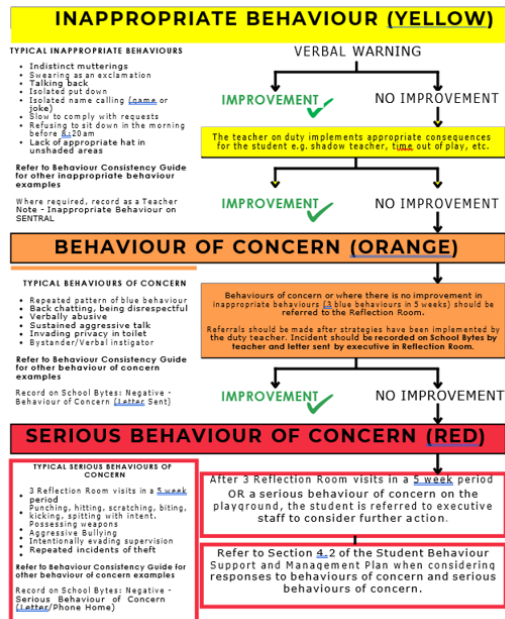 INAPPROPRIATE BEHAVIOUR (YELLOW)
TYPICAL INAPPROPRIATE BEHAVIOURS
• Indistinct mutterings
• Swearing as an exclamation
• Talking back
• Isolated put down
• Isolated name calling (game or
joke)
• Slow to comply with requests
• Refusing to sit down in the morning
before 8:20am
• Lack of appropriate hat in
unshaded areas
Refer to Behaviour Consistency Guide
for other inappropriate behaviour
examples
Where required, record as a Teacher
Note - Inappropriate Behaviour on
SENTRAL
VERBAL WARNING
IMPROVEMENT
NO IMPROVEMENT
The teacher on duty implements appropriate consequences
for the student e.g. shadow teacher, time out of play, etc.
IMPROVEMENT
NO IMPROVEMENT
BEHAVIOUR OF CONCERN (ORANGE)
TYPICAL BEHAVIOURS OF CONCERN
• Repeated pattern of blue behaviour
• Back chatting, being disrespectful
• Verbally abusive
• Sustained aggressive talk
• Invading privacy in toilet
• Bystander/Verbal instigator
Refer to Behaviour Consistency Guide
for other behaviour of concern
examples
Record on School Bytes: Negative -
Behaviour of Concern (Letter Sent)
Behaviours of concern or where there is no improvement in
inappropriate behaviours (3 blue behaviours in 5 weeks) should be
referred to the Reflection Room.
Referrals should be made after strategies have been implemented by
the duty teacher. Incident should be recorded on School Bytes by
teacher and letter sent by executive in Reflection Room.
IMPROVEMENT
NO IMPROVEMENT
SERIOUS BEHAVIOUR OF CONCERN (RED)
TYPICAL SERIOUS BEHAVIOURS OF
CONCERN
• 3 Reflection Room visits in a 5 week
period
• Punching, hitting, scratching, biting,
kicking, spitting with intent.
• Possessing weapons
• Aggressive Bullying
• Intentionally evading supervision
• Repeated incidents of theft
Refer to Behaviour Consistency Guide for
other behaviour of concern examples
Record on School Bytes: Negative -
Serious Behaviour of Concern
(Letter/Phone Home)
After 3 Reflection Room visits in a 5 week period
OR a serious behaviour of concern on the
playground, the student is referred to executive
staff to consider further action.
Refer to Section 4.2 of the Student Behaviour
Support and Management Plan when considering
responses to behaviours of concern and serious
behaviours of concern.